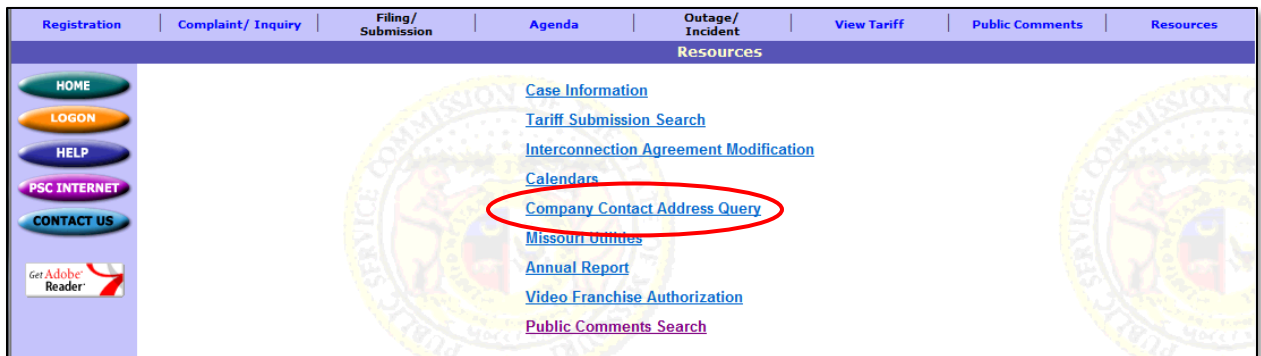 Registration
Complaint/ Inquiry
Filing/
Submission
Agenda
Outage/
Incident
View Tariff
Public Comments
Resources
Resources
HOME
LOGON
HELP
PSC INTERNET
CONTACT US
Get Adobe
Reader
Case Information
Tariff Submission Search
Interconnection Agreement Modification
Calendars
Company Contact Address Query
Missouri Utilities
Annual Report
Video Franchise Authorization
Public Comments Search